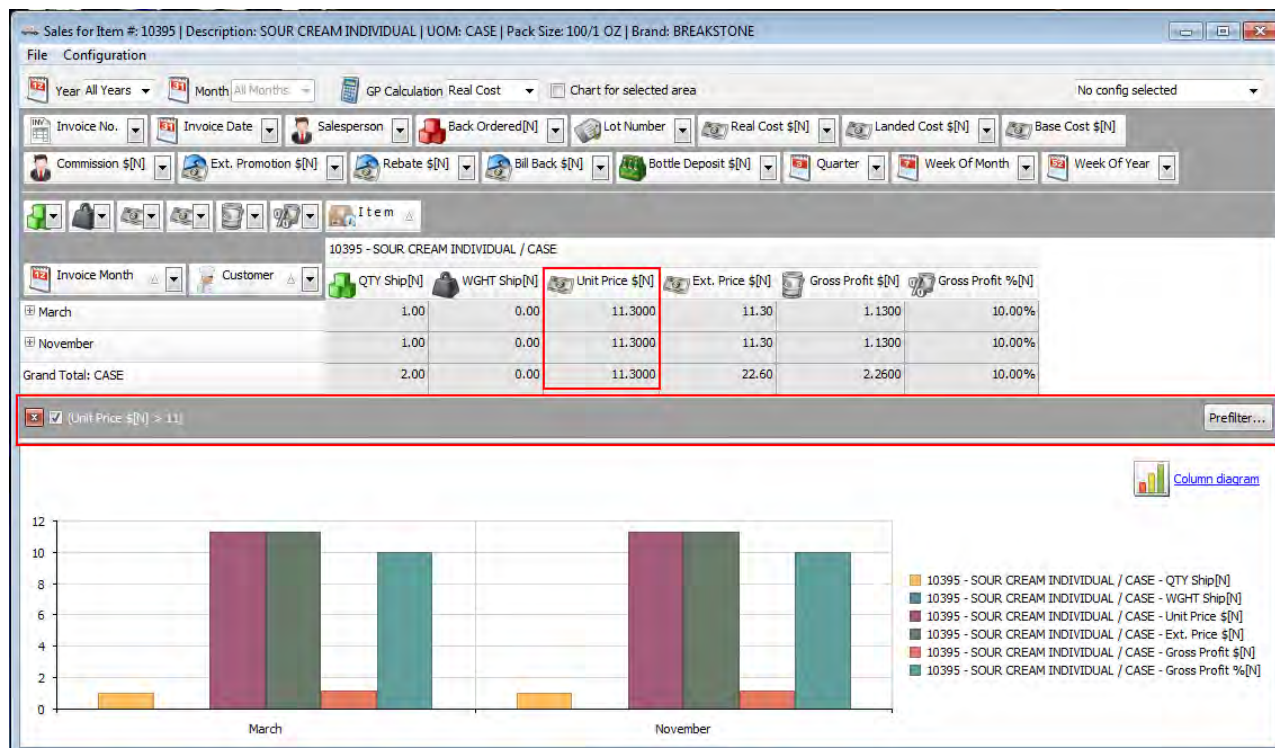 Sales for Item #: 10395 | Description: SOUR CREAM INDIVIDUAL | UOM: CASE | Pack Size: 100/1 OZ | Brand: BREAKSTONE
File Configuration
12 Year All Years 31 Month All Months GP Calculation Real Cost Chart for selected area No config selected
INV Invoice No. 31 Invoice Date Salesperson Back Ordered[N] Lot Number Real Cost $[N] Landed Cost $[N] Base Cost $[N]
Commission $[N] Ext. Promotion $[N] Rebate $[N] Bill Back $[N] Bottle Deposit $[N] Quarter 7 Week Of Month 52 Week Of Year
Item
10395 - SOUR CREAM INDIVIDUAL / CASE
12 Invoice Month Customer QTY Ship[N] WGHT Ship[N] Unit Price $[N] Ext. Price $[N] Gross Profit $[N] Gross Profit %[N]
March 1.00 0.00 11.3000 11.30 1.1300 10.00%
November 1.00 0.00 11.3000 11.30 1.1300 10.00%
Grand Total: CASE 2.00 0.00 11.3000 22.60 2.2600 10.00%
(Unit Price $[N] > 11) Prefilter...
Column diagram
12
10
8
6
4
2
0
March November
10395 - SOUR CREAM INDIVIDUAL / CASE - QTY Ship[N]
10395 - SOUR CREAM INDIVIDUAL / CASE - WGHT Ship[N]
10395 - SOUR CREAM INDIVIDUAL / CASE - Unit Price $[N]
10395 - SOUR CREAM INDIVIDUAL / CASE - Ext. Price $[N]
10395 - SOUR CREAM INDIVIDUAL / CASE - Gross Profit $[N]
10395 - SOUR CREAM INDIVIDUAL / CASE - Gross Profit %[N]